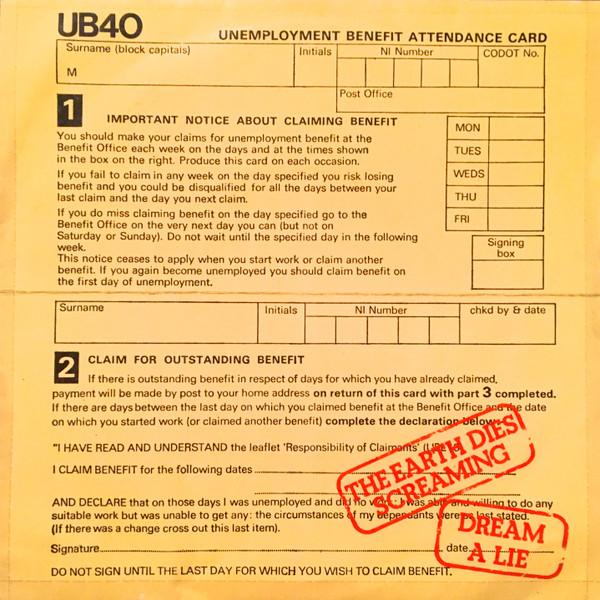 UB40
UNEMPLOYMENT BENEFIT ATTENDANCE CARD
Surname (block capitals) Initials NI Number CODOT No.
M
Post Office
1 IMPORTANT NOTICE ABOUT CLAIMING BENEFIT
You should make your claims for unemployment benefit at the
Benefit Office each week on the days and at the times shown
in the box on the right. Produce this card on each occasion.
If you fail to claim in any week on the day specified you risk losing
benefit and you could be disqualified for all the days between your
last claim and the day you next claim.
If you do miss claiming benefit on the day specified go to the
Benefit Office on the very next day you can (but not on
Saturday or Sunday). Do not wait until the specified day in the following
week.
This notice ceases to apply when you start work or claim another
benefit. If you again become unemployed you should claim benefit on
the first day of unemployment.
MON
TUES
WEDS
THU
FRI
Signing
box
Surname Initials NI Number chkd by & date
2 CLAIM FOR OUTSTANDING BENEFIT
If there is outstanding benefit in respect of days for which you have already claimed,
payment will be made by post to your home address on return of this card with part 3 completed.
If there are days between the last day on which you claimed benefit at the Benefit Office and the date
on which you started work (or claimed another benefit) complete the declaration below:
"I HAVE READ AND UNDERSTAND the leaflet 'Responsibility of Claimants'
I CLAIM BENEFIT for the following dates
AND DECLARE that on those days I was unemployed and did no work: I was able and willing to do any
suitable work but was unable to get any: the circumstances of my dependants were as last stated.
(If there was a change cross out this last item).
Signature date
DO NOT SIGN UNTIL THE LAST DAY FOR WHICH YOU WISH TO CLAIM BENEFIT.
THE EARTH DIES
SCREAMING
DREAM
A LIE